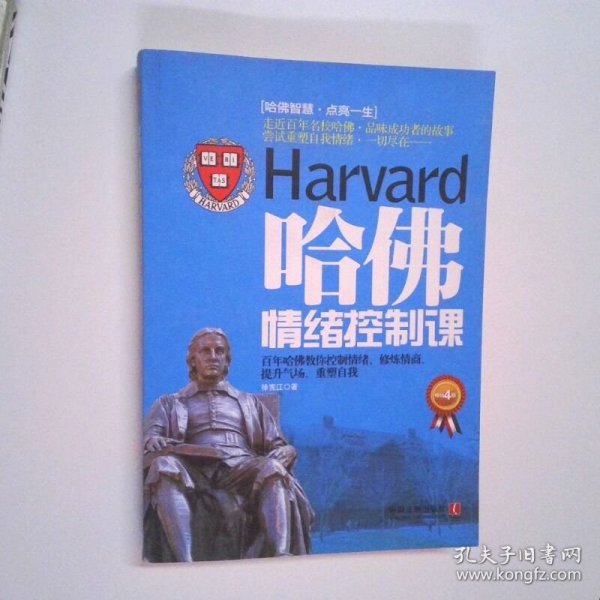 [哈佛智慧·点亮一生]
走近百年名校哈佛·品味成功者的故事
尝试重塑自我情绪·一切尽在——
VE RI
TAS
HARVARD
Harvard
哈佛
情绪控制课
百年哈佛教你控制情绪、修炼情商、
提升气场、重塑自我
徐宪江◎著
畅销4版
孔夫子旧书网
www.kongfz.com